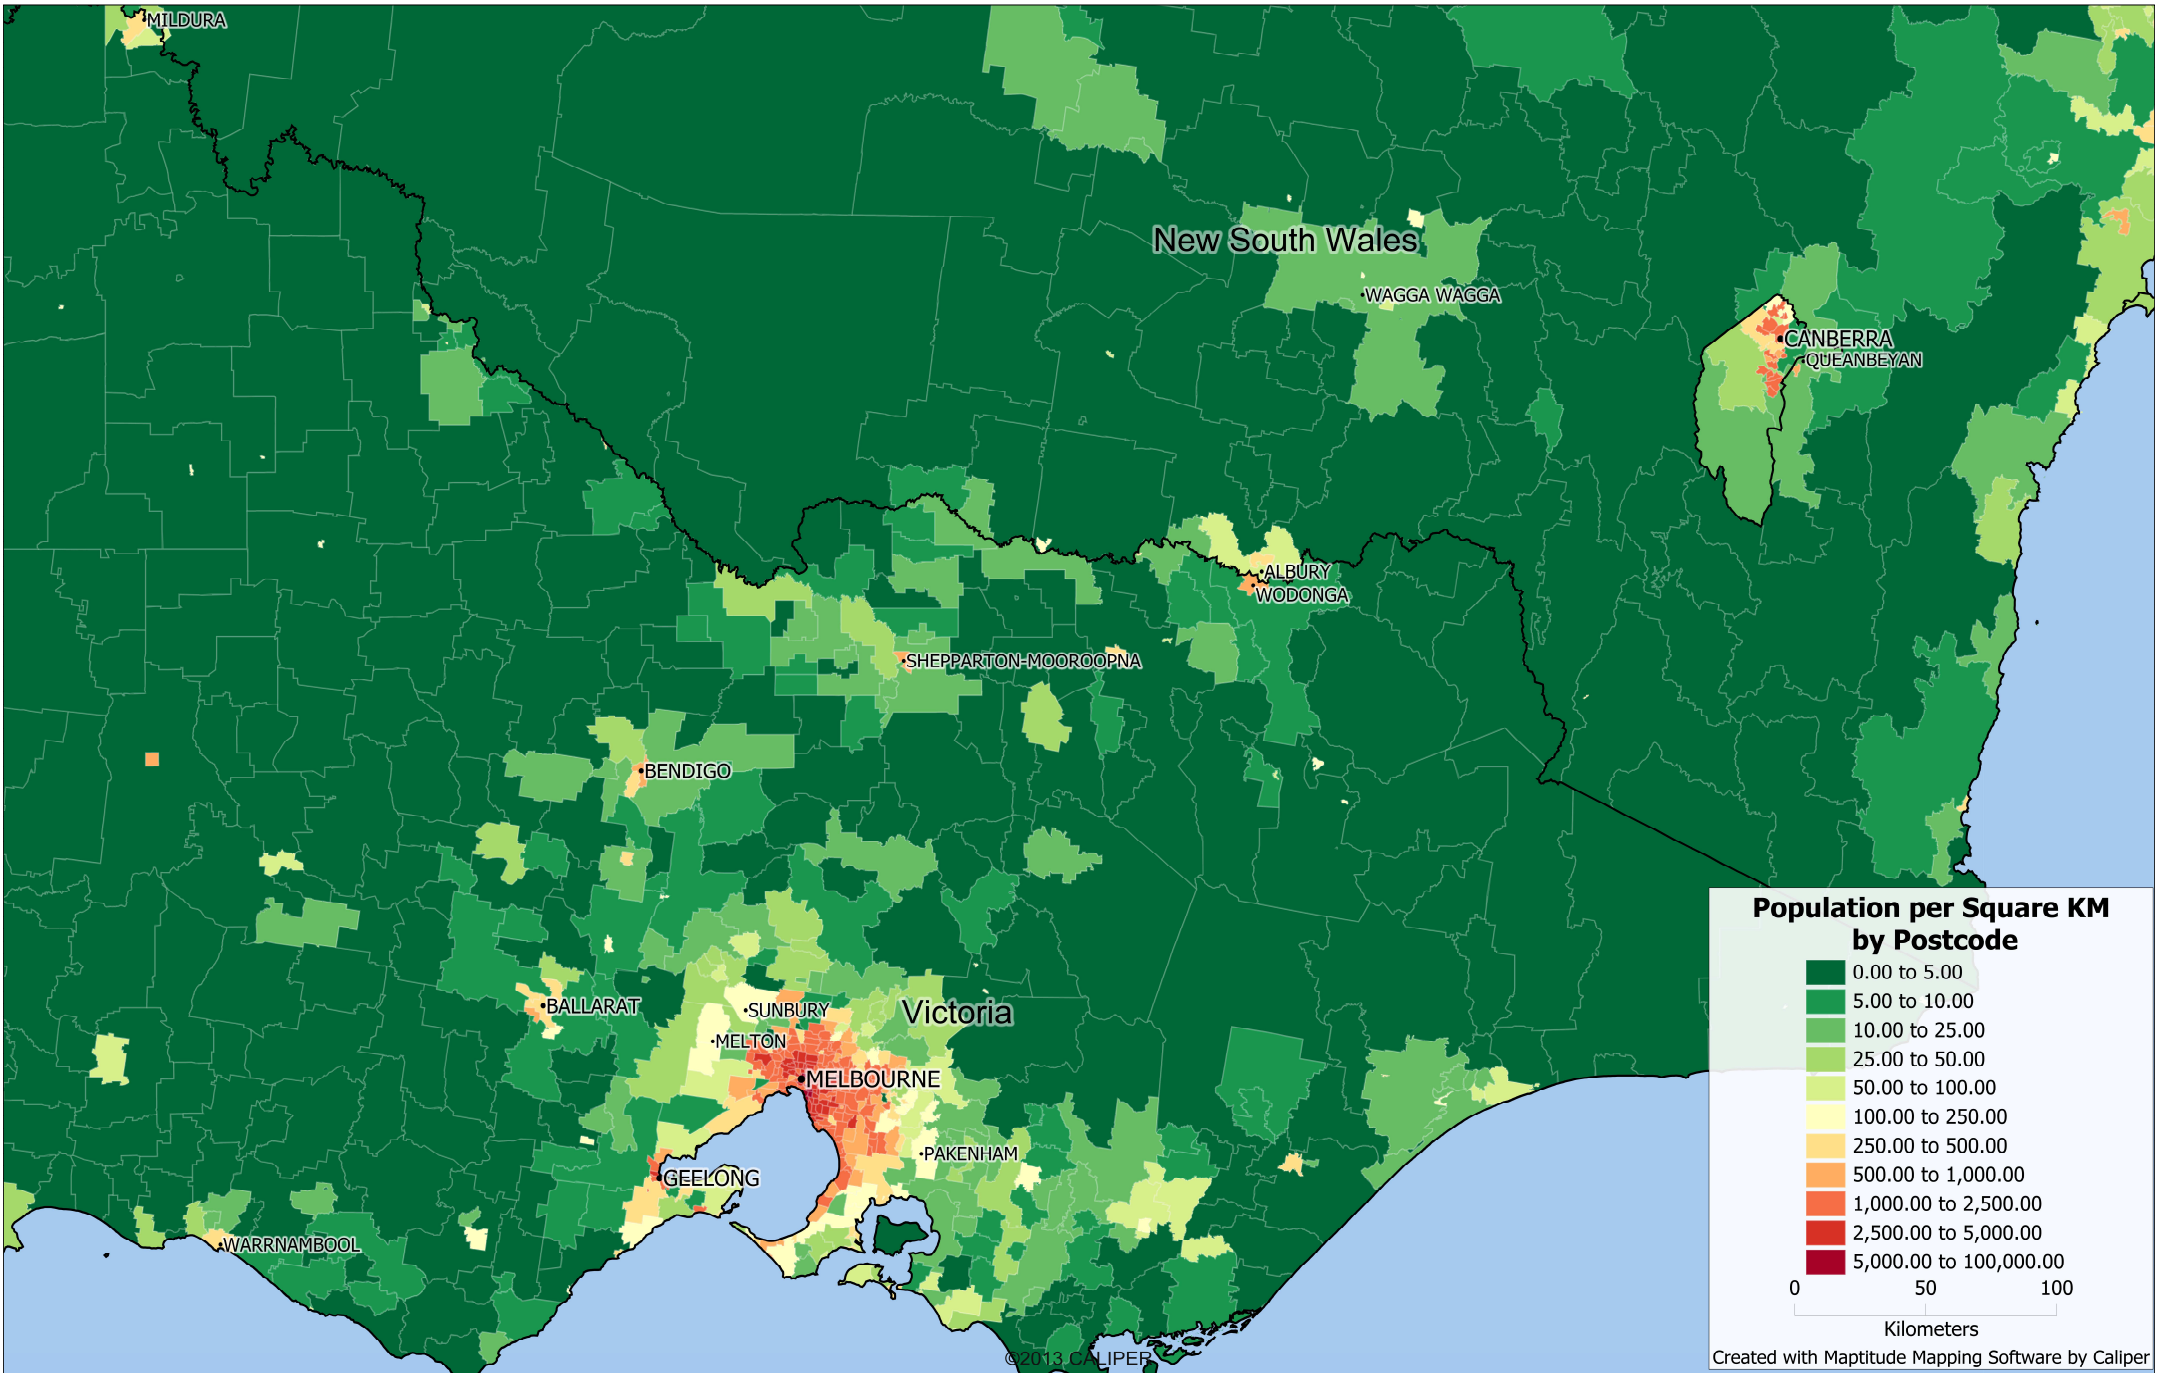 MILDURA
New South Wales
WAGGA WAGGA
CANBERRA
QUEANBEYAN
ALBURY
WODONGA
SHEPPARTON-MOOROOPNA
BENDIGO
BALLARAT
SUNBURY
Victoria
MELTON
MELBOURNE
PAKENHAM
GEELONG
WARRNAMBOOL
Population per Square KM
by Postcode
0.00 to 5.00
5.00 to 10.00
10.00 to 25.00
25.00 to 50.00
50.00 to 100.00
100.00 to 250.00
250.00 to 500.00
500.00 to 1,000.00
1,000.00 to 2,500.00
2,500.00 to 5,000.00
5,000.00 to 100,000.00
0 50 100
Kilometers
Created with Maptitude Mapping Software by Caliper
©2013 CALIPER